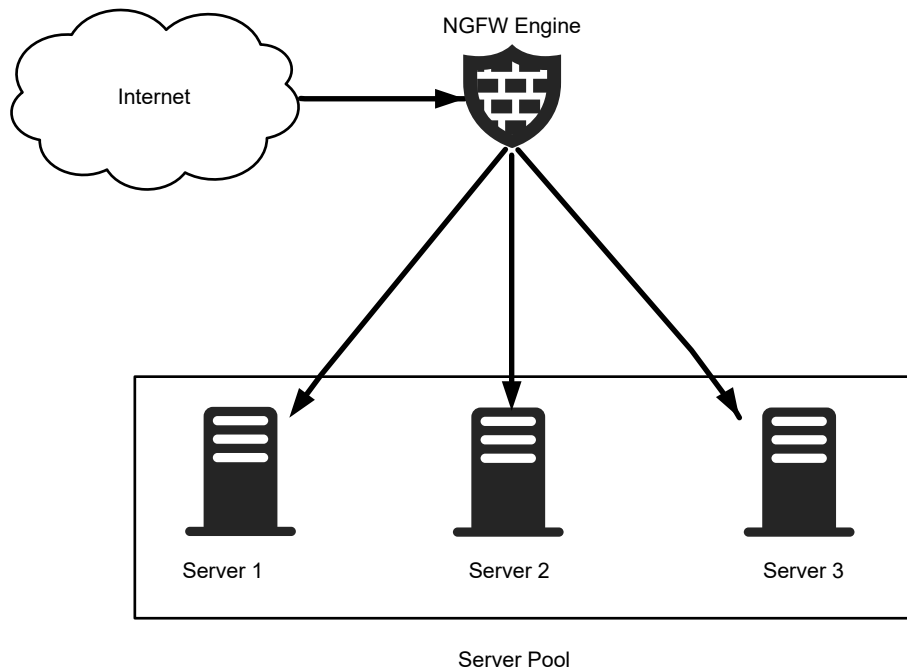 NGFW Engine
Internet
Server 1
Server 2
Server 3
Server Pool